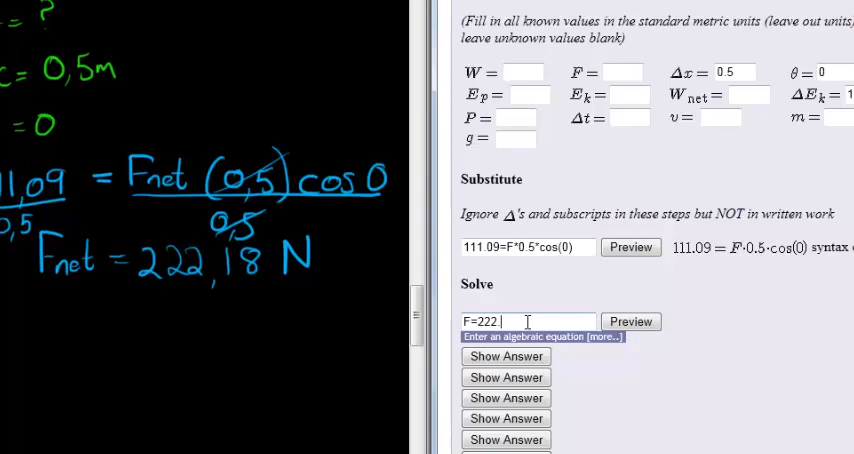 = ?
= 0,5m
= 0
11,09 = Fnet (0,5) cos 0
0,5 0,5
Fnet = 222,18 N
(Fill in all known values in the standard metric units (leave out units)
leave unknown values blank)
W = F = Δx = 0.5 θ = 0
Ep = Ek = Wnet = ΔEk = 1
P = Δt = v = m =
g =
Substitute
Ignore Δ's and subscripts in these steps but NOT in written work
111.09=F*0.5*cos(0) Preview 111.09 = F·0.5·cos(0) syntax
Solve
F=222. Preview
Enter an algebraic equation [more..]
Show Answer
Show Answer
Show Answer
Show Answer
Show Answer